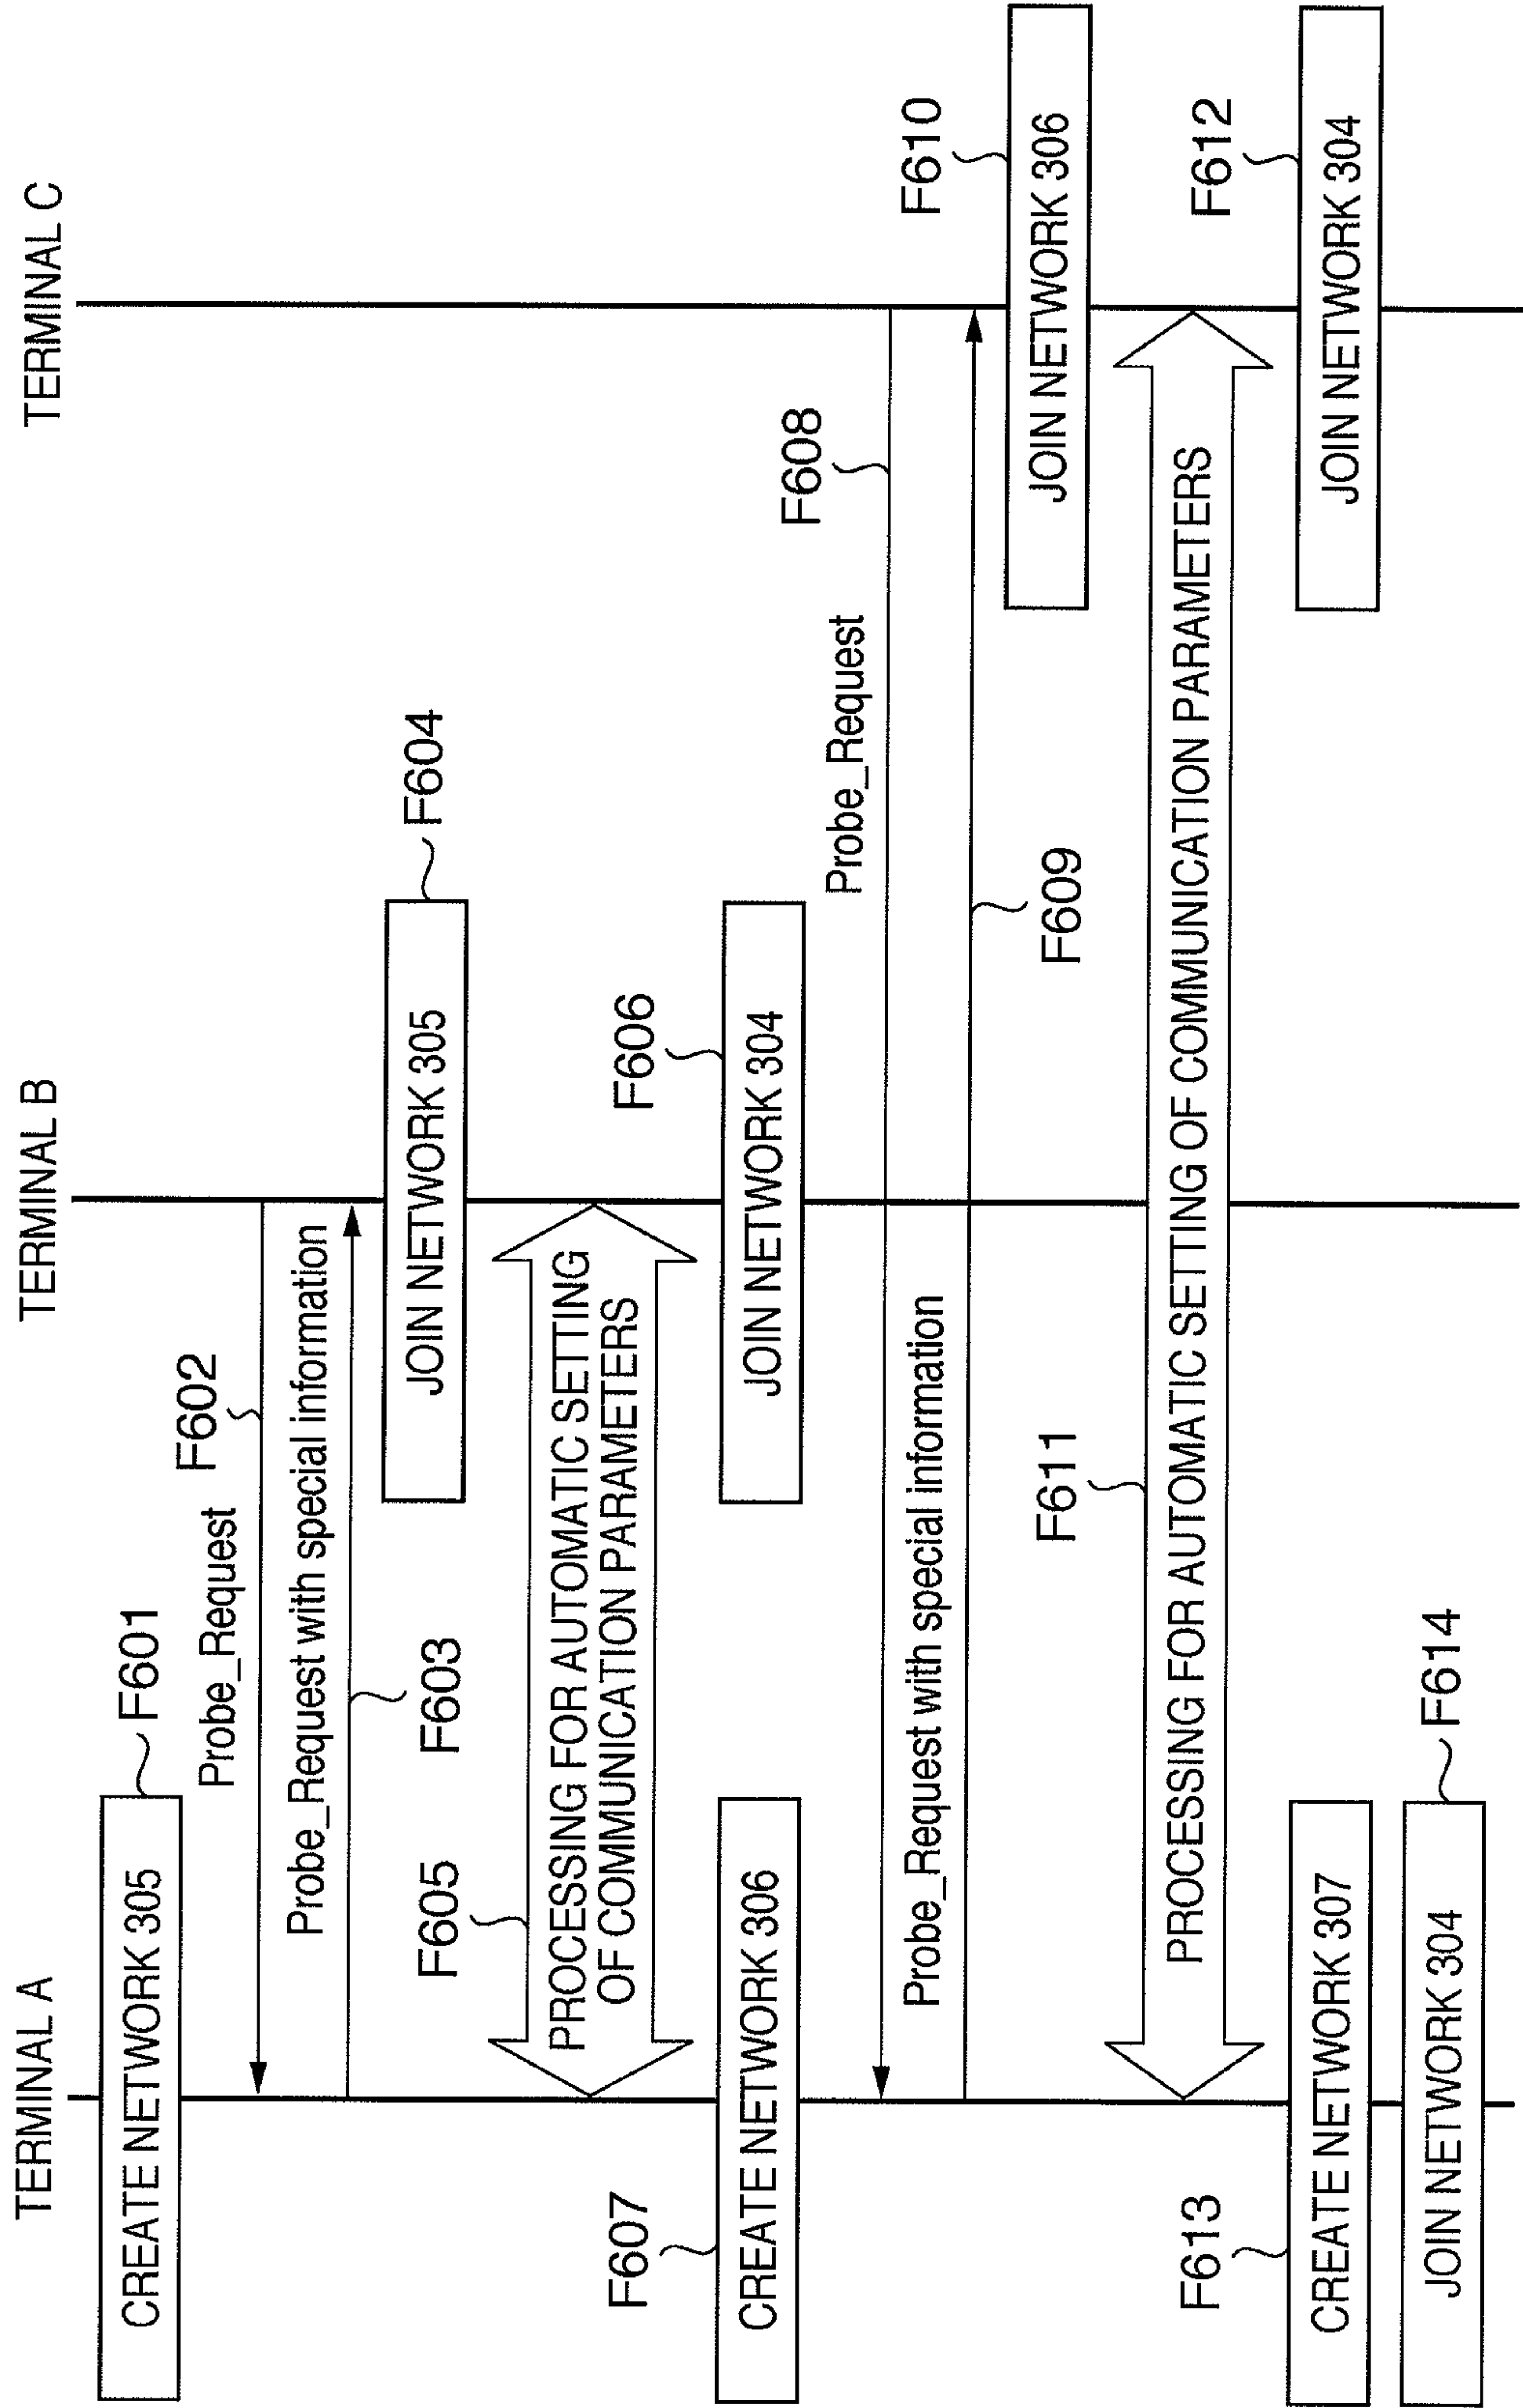 TERMINAL A
TERMINAL B
TERMINAL C
CREATE NETWORK 305
F601
Probe_Request
F602
Probe_Request with special information
F603
JOIN NETWORK 305
F604
F605
PROCESSING FOR AUTOMATIC SETTING
OF COMMUNICATION PARAMETERS
F606
JOIN NETWORK 304
F607
CREATE NETWORK 306
Probe_Request
F608
Probe_Request with special information
F609
F610
JOIN NETWORK 306
F611
PROCESSING FOR AUTOMATIC SETTING OF COMMUNICATION PARAMETERS
F612
JOIN NETWORK 304
F613
CREATE NETWORK 307
JOIN NETWORK 304
F614